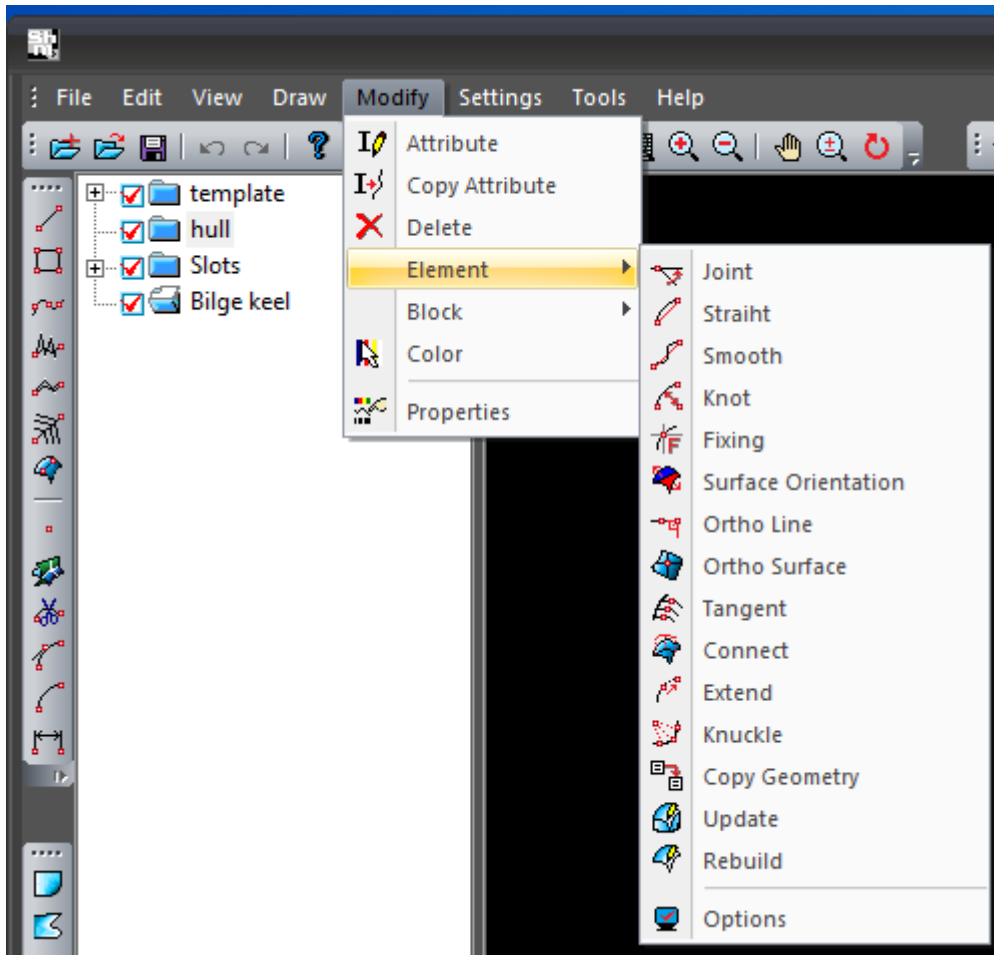 File Edit View Draw Modify Settings Tools Help
template
hull
Slots
Bilge keel
Attribute
Copy Attribute
Delete
Element
Block
Color
Properties
Joint
Straiht
Smooth
Knot
Fixing
Surface Orientation
Ortho Line
Ortho Surface
Tangent
Connect
Extend
Knuckle
Copy Geometry
Update
Rebuild
Options